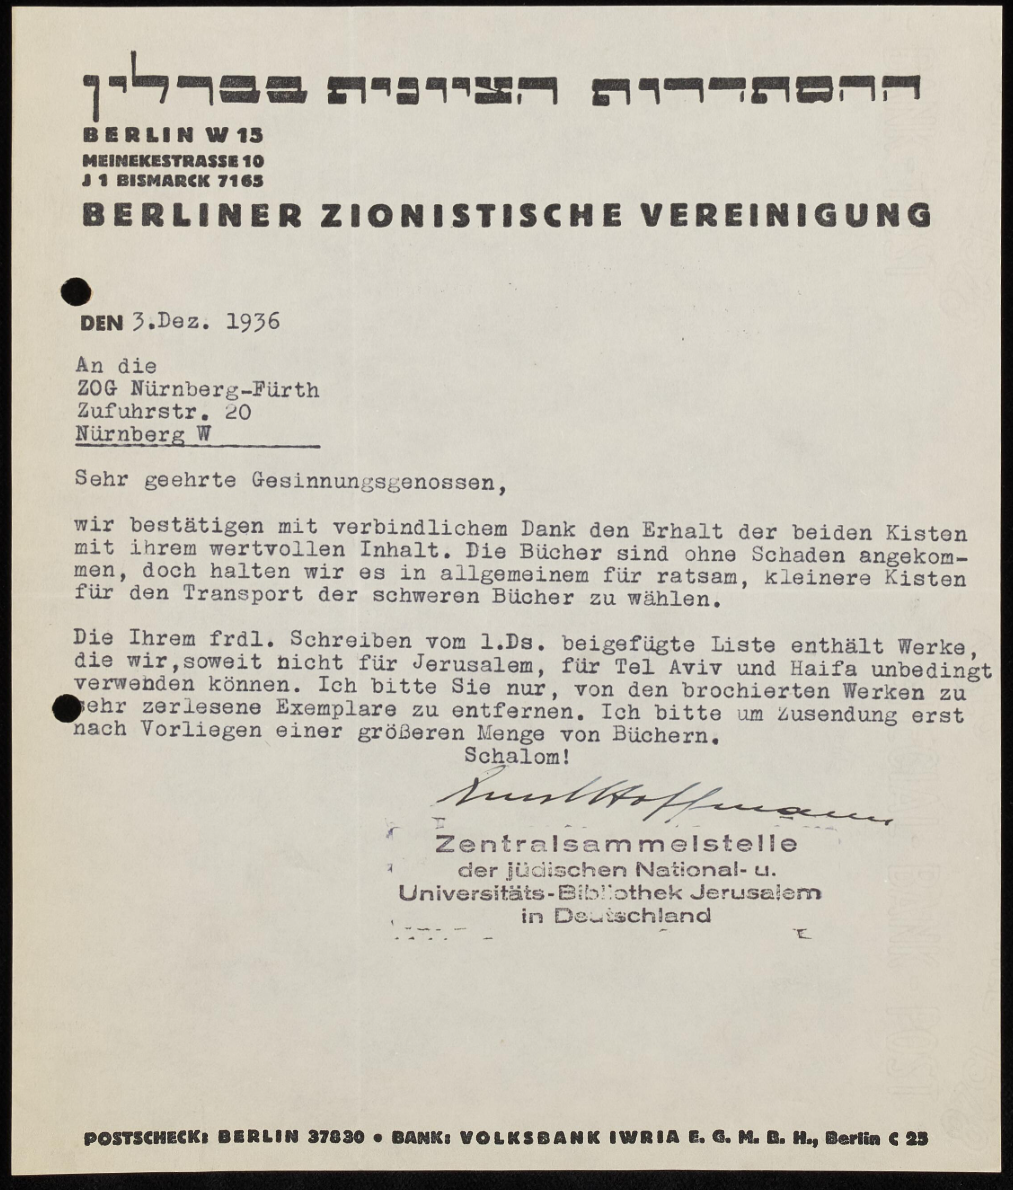 ההסתדרות הציונית בברלין
BERLIN W 15
MEINEKESTRASSE 10
J 1 BISMARCK 7165
BERLINER ZIONISTISCHE VEREINIGUNG
DEN 3.Dez. 1936
An die
ZOG Nürnberg-Fürth
Zufuhrstr. 20
Nürnberg W
Sehr geehrte Gesinnungsgenossen,
wir bestätigen mit verbindlichem Dank den Erhalt der beiden Kisten
mit ihrem wertvollen Inhalt. Die Bücher sind ohne Schaden angekom-
men, doch halten wir es in allgemeinem für ratsam, kleinere Kisten
für den Transport der schweren Bücher zu wählen.
Die Ihrem frdl. Schreiben vom 1.Ds. beigefügte Liste enthält Werke,
die wir,soweit nicht für Jerusalem, für Tel Aviv und Haifa unbedingt
verwenden können. Ich bitte Sie nur, von den brochierten Werken zu
sehr zerlesene Exemplare zu entfernen. Ich bitte um Zusendung erst
nach Vorliegen einer größeren Menge von Büchern.
Schalom!
Ernst Hoffmann
Zentralsammelstelle
der jüdischen National- u.
Universitäts-Bibliothek Jerusalem
in Deutschland
POSTSCHECK: BERLIN 37830 • BANK: VOLKSBANK IWRIA E. G. M. B. H., Berlin C 25